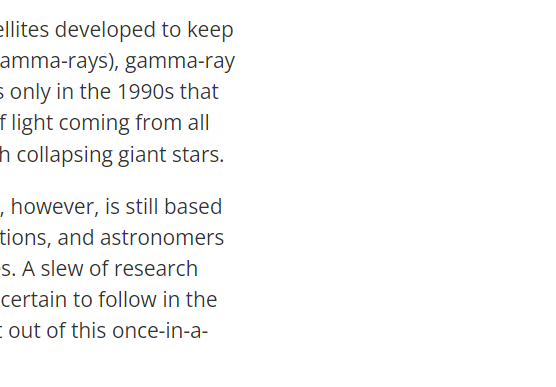 ellites developed to keep
amma-rays), gamma-ray
s only in the 1990s that
f light coming from all
h collapsing giant stars.
, however, is still based
tions, and astronomers
s. A slew of research
certain to follow in the
t out of this once-in-a-